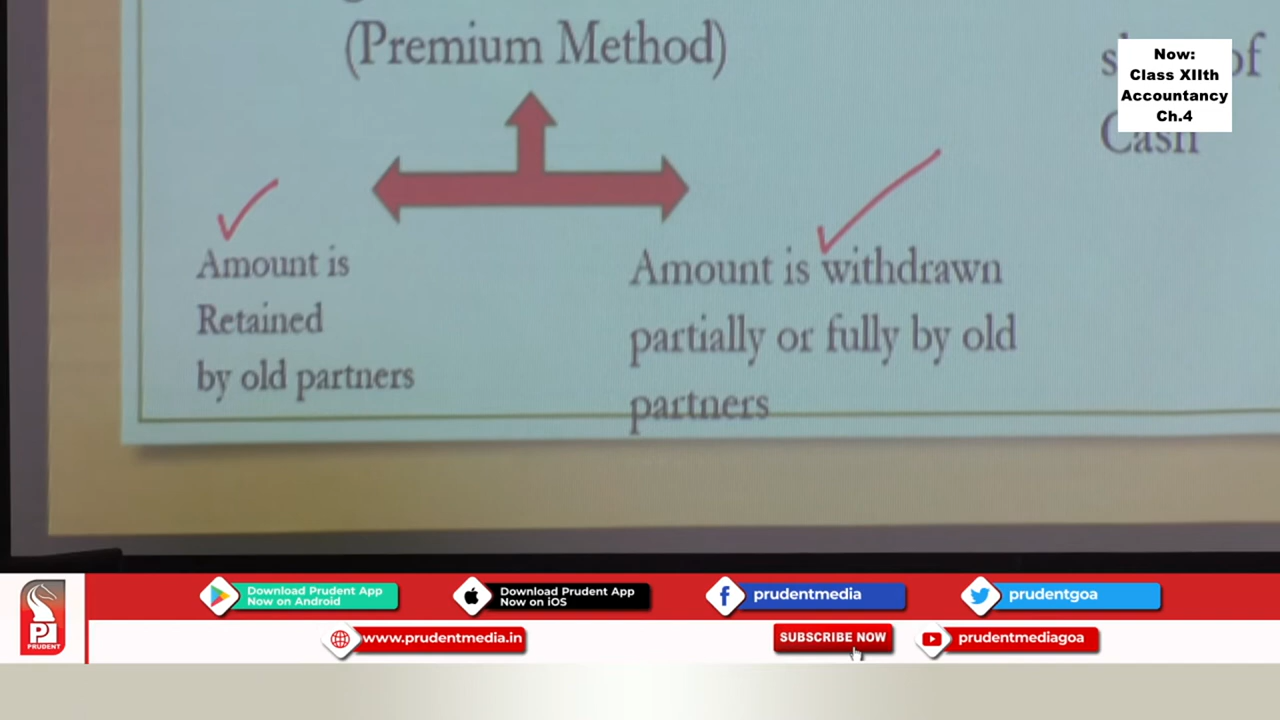 (Premium Method)
Amount is
Retained
by old partners
Amount is withdrawn
partially or fully by old
partners
of
Cash
Now:
Class XIIth
Accountancy
Ch.4
PRUDENT
Download Prudent App
Now on Android
Download Prudent App
Now on iOS
prudentmedia
prudentgoa
www.prudentmedia.in
SUBSCRIBE NOW
prudentmediagoa